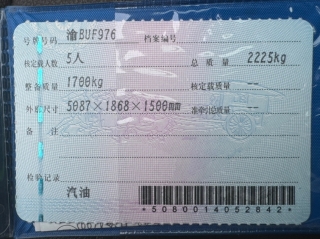 号牌号码 渝BUF976 档案编号
核定载人数 5人 总质量 2225kg
整备质量 1700kg 核定载质量 --
外廓尺寸 5087×1868×1500mm 准牵引总质量 --
备注
检验记录
汽油
*5080014052842*